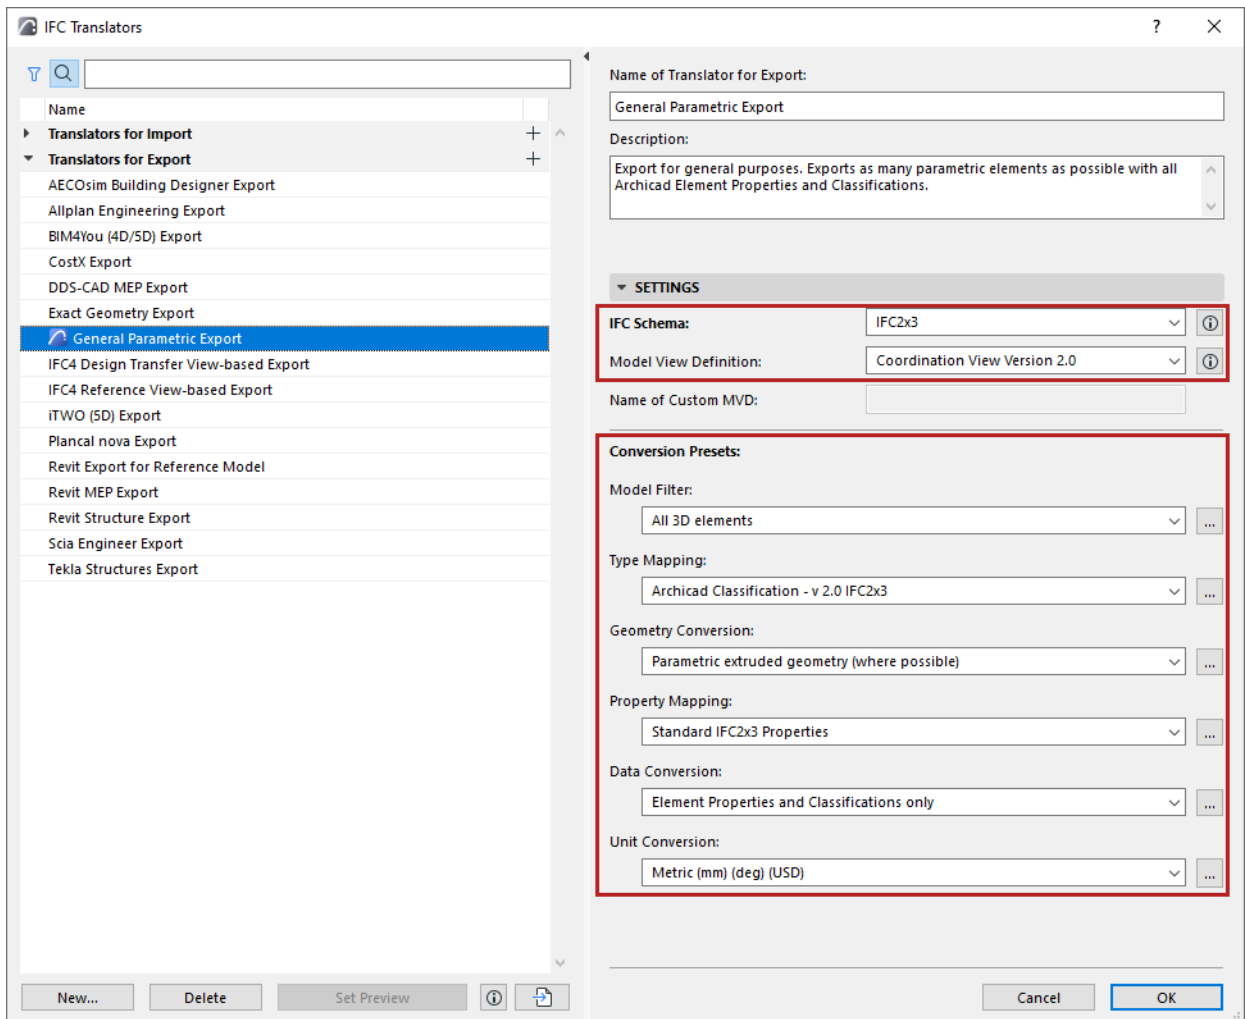 IFC Translators
?
Name
Translators for Import
Translators for Export
AECOsim Building Designer Export
Allplan Engineering Export
BIM4You (4D/5D) Export
CostX Export
DDS-CAD MEP Export
Exact Geometry Export
General Parametric Export
IFC4 Design Transfer View-based Export
IFC4 Reference View-based Export
iTWO (5D) Export
Plancal nova Export
Revit Export for Reference Model
Revit MEP Export
Revit Structure Export
Scia Engineer Export
Tekla Structures Export
New...
Delete
Set Preview
Name of Translator for Export:
General Parametric Export
Description:
Export for general purposes. Exports as many parametric elements as possible with all
Archicad Element Properties and Classifications.
SETTINGS
IFC Schema:
IFC2x3
Model View Definition:
Coordination View Version 2.0
Name of Custom MVD:
Conversion Presets:
Model Filter:
All 3D elements
...
Type Mapping:
Archicad Classification - v 2.0 IFC2x3
...
Geometry Conversion:
Parametric extruded geometry (where possible)
...
Property Mapping:
Standard IFC2x3 Properties
...
Data Conversion:
Element Properties and Classifications only
...
Unit Conversion:
Metric (mm) (deg) (USD)
...
Cancel
OK